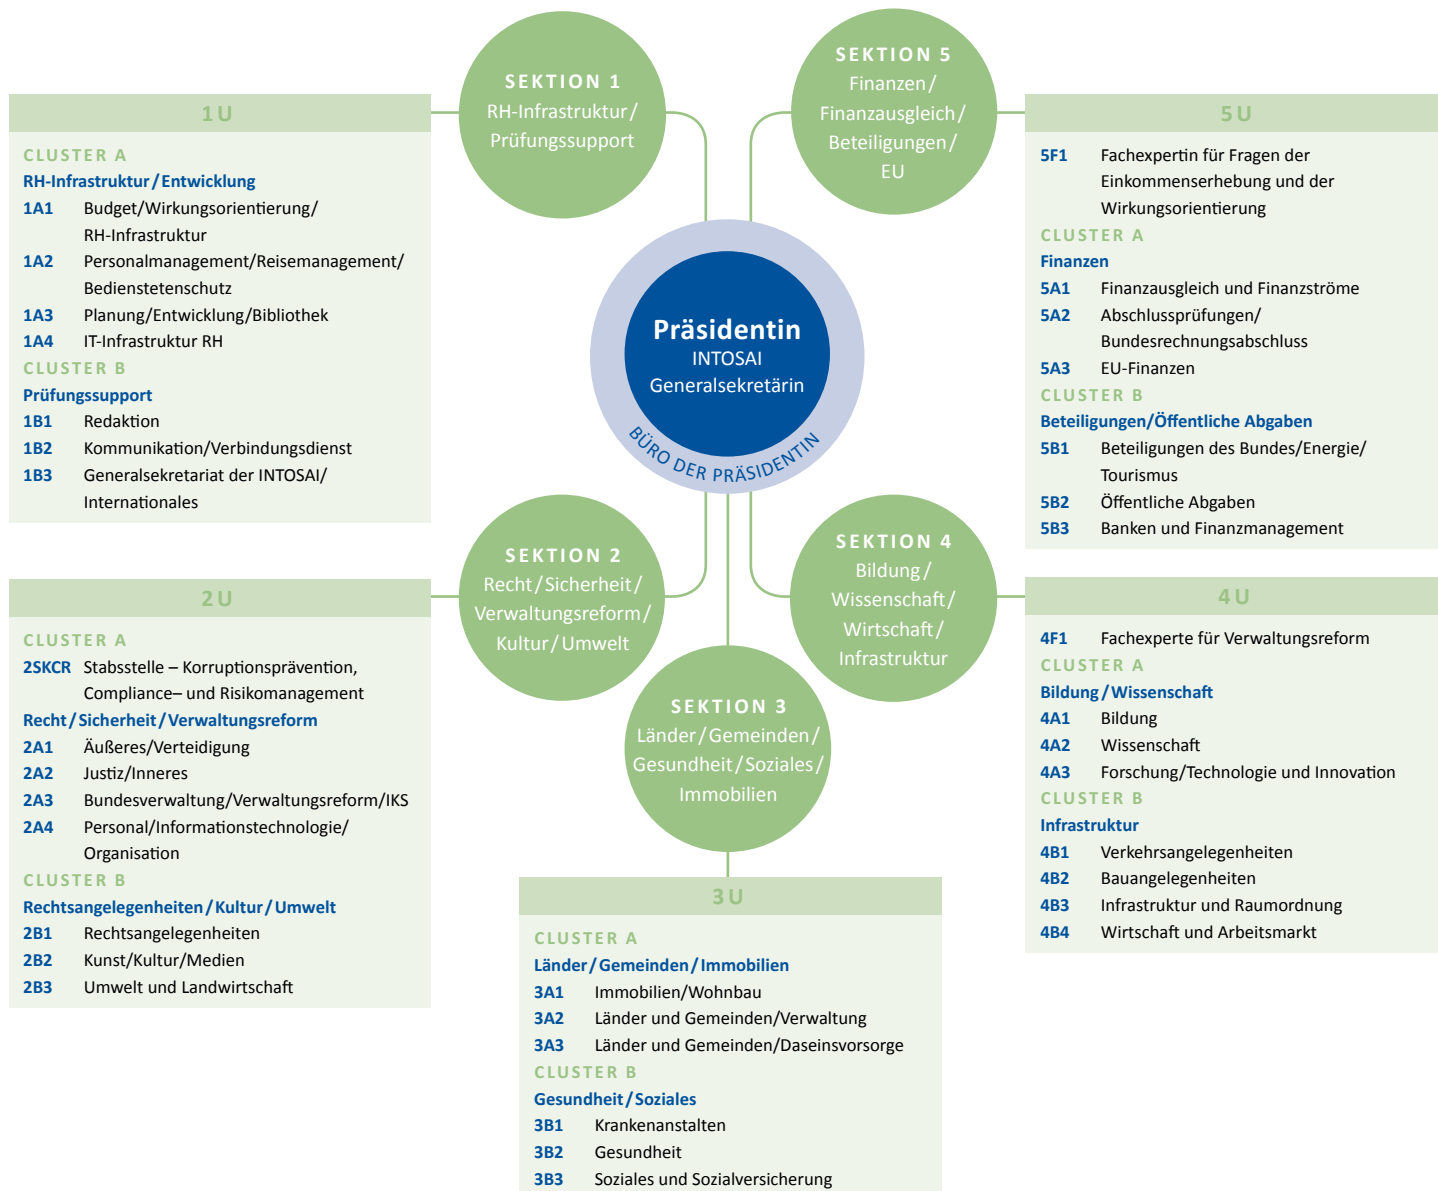 SEKTION 1
RH-Infrastruktur/
Prüfungssupport
SEKTION 5
Finanzen/
Finanzausgleich/
Beteiligungen/
EU
1 U
CLUSTER A
RH-Infrastruktur/Entwicklung
1A1 Budget/Wirkungsorientierung/
RH-Infrastruktur
1A2 Personalmanagement/Reisemanagement/
Bedienstetenschutz
1A3 Planung/Entwicklung/Bibliothek
1A4 IT-Infrastruktur RH
CLUSTER B
Prüfungssupport
1B1 Redaktion
1B2 Kommunikation/Verbindungsdienst
1B3 Generalsekretariat der INTOSAI/
Internationales
Präsidentin
INTOSAI
Generalsekretärin
BÜRO DER PRÄSIDENTIN
5 U
5F1 Fachexpertin für Fragen der
Einkommenserhebung und der
Wirkungsorientierung
CLUSTER A
Finanzen
5A1 Finanzausgleich und Finanzströme
5A2 Abschlussprüfungen/
Bundesrechnungsabschluss
5A3 EU-Finanzen
CLUSTER B
Beteiligungen/Öffentliche Abgaben
5B1 Beteiligungen des Bundes/Energie/
Tourismus
5B2 Öffentliche Abgaben
5B3 Banken und Finanzmanagement
SEKTION 2
Recht/Sicherheit/
Verwaltungsreform/
Kultur/Umwelt
SEKTION 4
Bildung/
Wissenschaft/
Wirtschaft/
Infrastruktur
2 U
CLUSTER A
2SKCR Stabsstelle – Korruptionsprävention,
Compliance– und Risikomanagement
Recht/Sicherheit/Verwaltungsreform
2A1 Äußeres/Verteidigung
2A2 Justiz/Inneres
2A3 Bundesverwaltung/Verwaltungsreform/IKS
2A4 Personal/Informationstechnologie/
Organisation
CLUSTER B
Rechtsangelegenheiten/Kultur/Umwelt
2B1 Rechtsangelegenheiten
2B2 Kunst/Kultur/Medien
2B3 Umwelt und Landwirtschaft
SEKTION 3
Länder/Gemeinden/
Gesundheit/Soziales/
Immobilien
4 U
4F1 Fachexperte für Verwaltungsreform
CLUSTER A
Bildung/Wissenschaft
4A1 Bildung
4A2 Wissenschaft
4A3 Forschung/Technologie und Innovation
CLUSTER B
Infrastruktur
4B1 Verkehrsangelegenheiten
4B2 Bauangelegenheiten
4B3 Infrastruktur und Raumordnung
4B4 Wirtschaft und Arbeitsmarkt
3 U
CLUSTER A
Länder/Gemeinden/Immobilien
3A1 Immobilien/Wohnbau
3A2 Länder und Gemeinden/Verwaltung
3A3 Länder und Gemeinden/Daseinsvorsorge
CLUSTER B
Gesundheit/Soziales
3B1 Krankenanstalten
3B2 Gesundheit
3B3 Soziales und Sozialversicherung